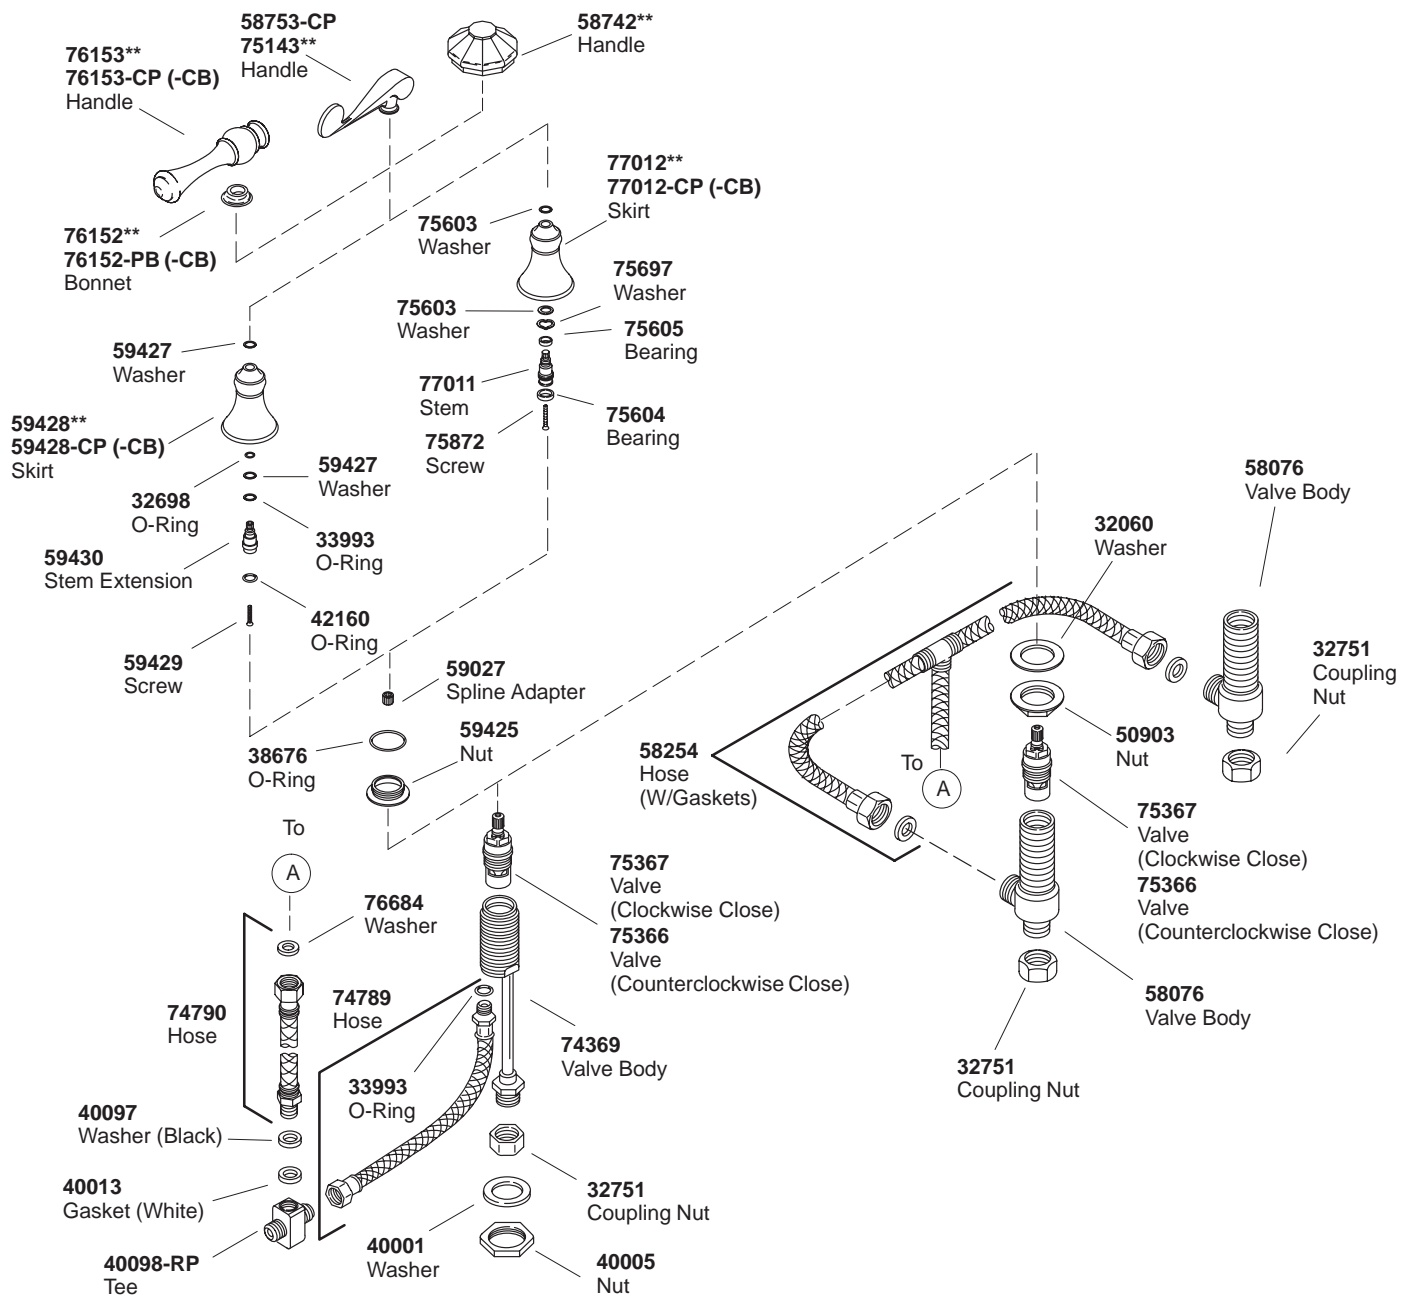 58753-CP
75143**
Handle
58742**
Handle
76153**
76153-CP (-CB)
Handle
77012**
77012-CP (-CB)
Skirt
75603
Washer
76152**
76152-PB (-CB)
Bonnet
75697
Washer
75603
Washer
75605
Bearing
59427
Washer
77011
Stem
75604
Bearing
59428**
59428-CP (-CB)
Skirt
75872
Screw
59427
Washer
58076
Valve Body
32698
O-Ring
33993
O-Ring
32060
Washer
59430
Stem Extension
42160
O-Ring
59429
Screw
59027
Spline Adapter
32751
Coupling
Nut
59425
Nut
38676
O-Ring
50903
Nut
58254
Hose
(W/Gaskets)
To
A
75367
Valve
(Clockwise Close)
75366
Valve
(Counterclockwise Close)
To
A
75367
Valve
(Clockwise Close)
75366
Valve
(Counterclockwise Close)
76684
Washer
74790
Hose
74789
Hose
58076
Valve Body
74369
Valve Body
32751
Coupling Nut
33993
O-Ring
40097
Washer (Black)
40013
Gasket (White)
32751
Coupling Nut
40001
Washer
40005
Nut
40098-RP
Tee